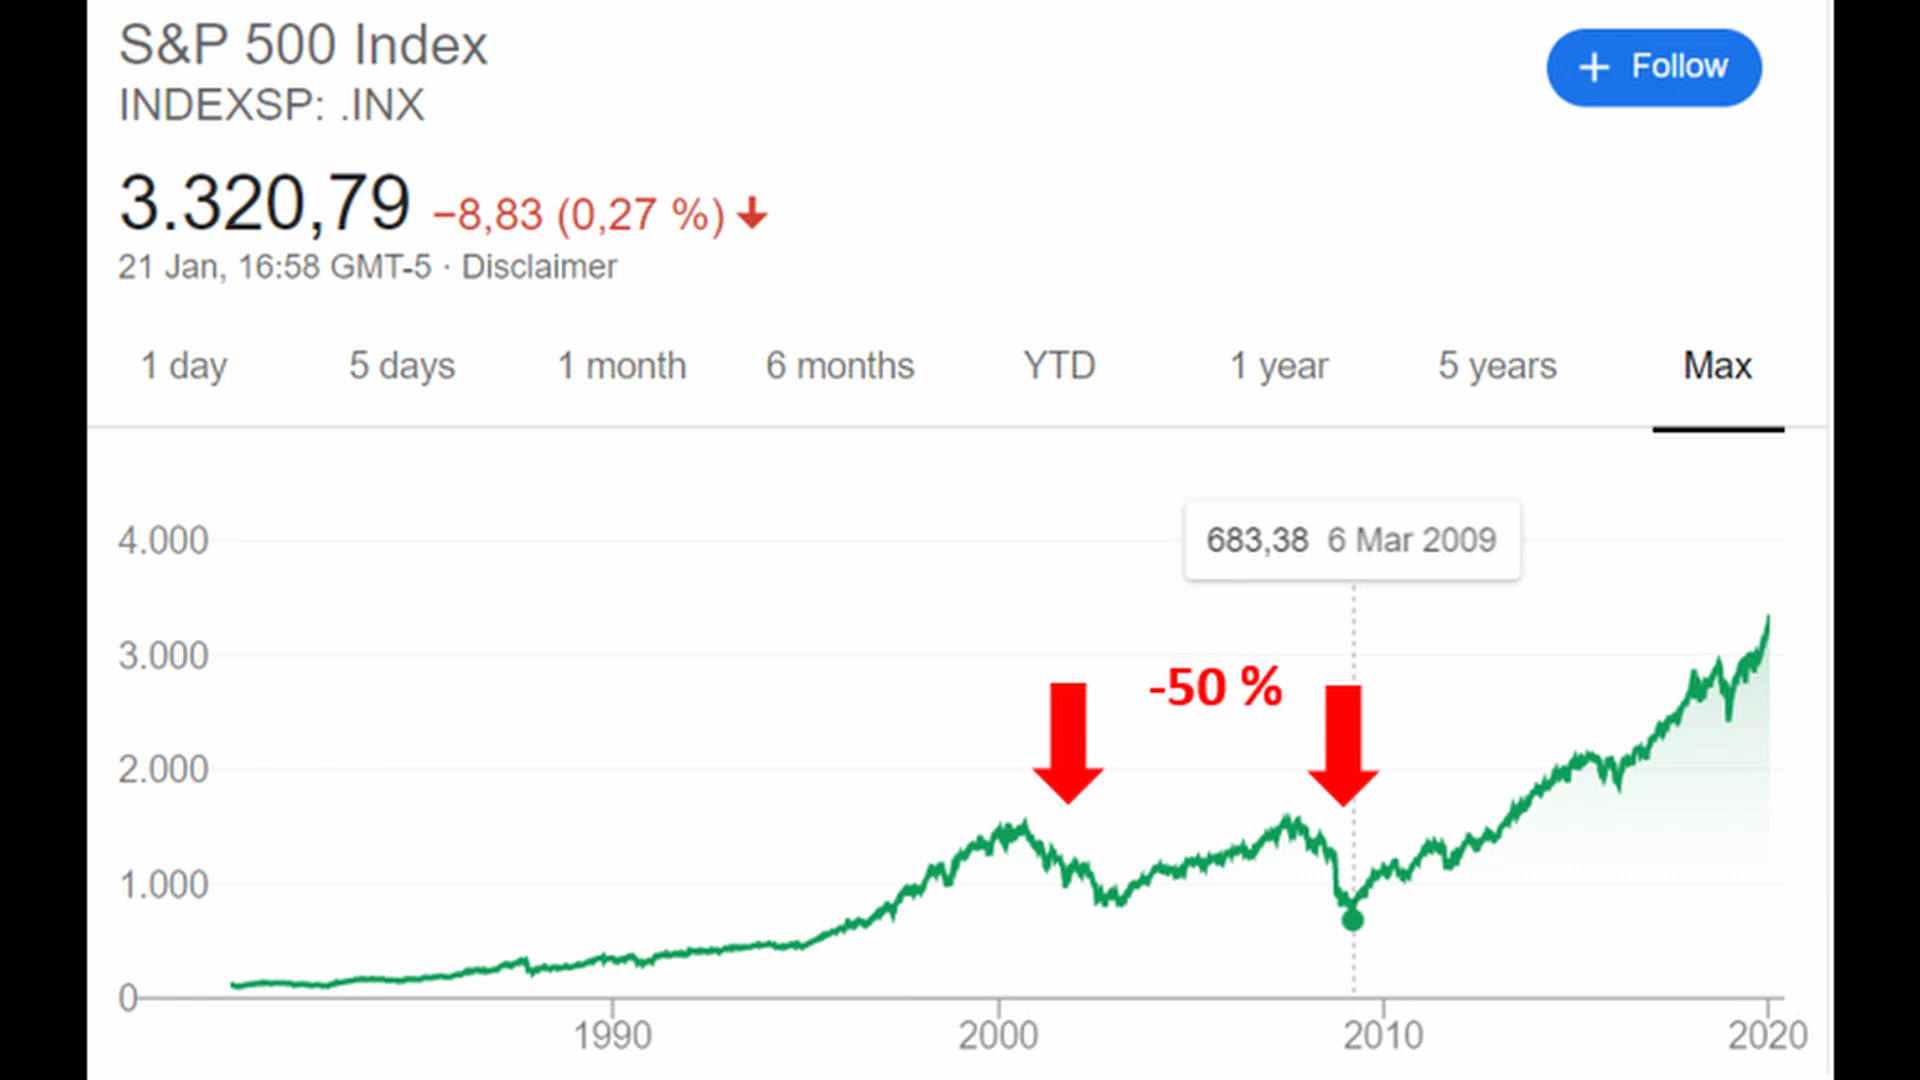 S&P 500 Index
INDEXSP: .INX
+ Follow
3.320,79 −8,83 (0,27 %)
21 Jan, 16:58 GMT-5 · Disclaimer
1 day 5 days 1 month 6 months YTD 1 year 5 years Max
4.000
683,38 6 Mar 2009
3.000
-50 %
2.000
1.000
0
1990 2000 2010 2020